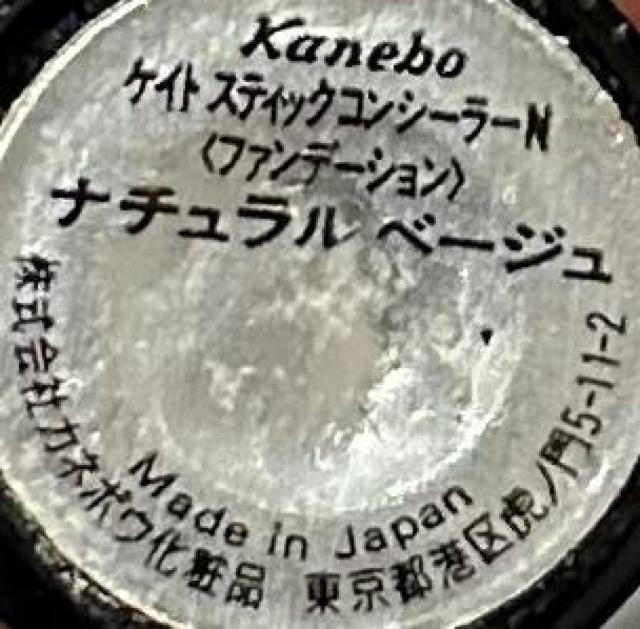 Kanebo
ケイト スティックコンシーラーN
〈ファンデーション〉
ナチュラル ベージュ
Made in Japan
株式会社カネボウ化粧品 東京都港区虎ノ門5-11-2